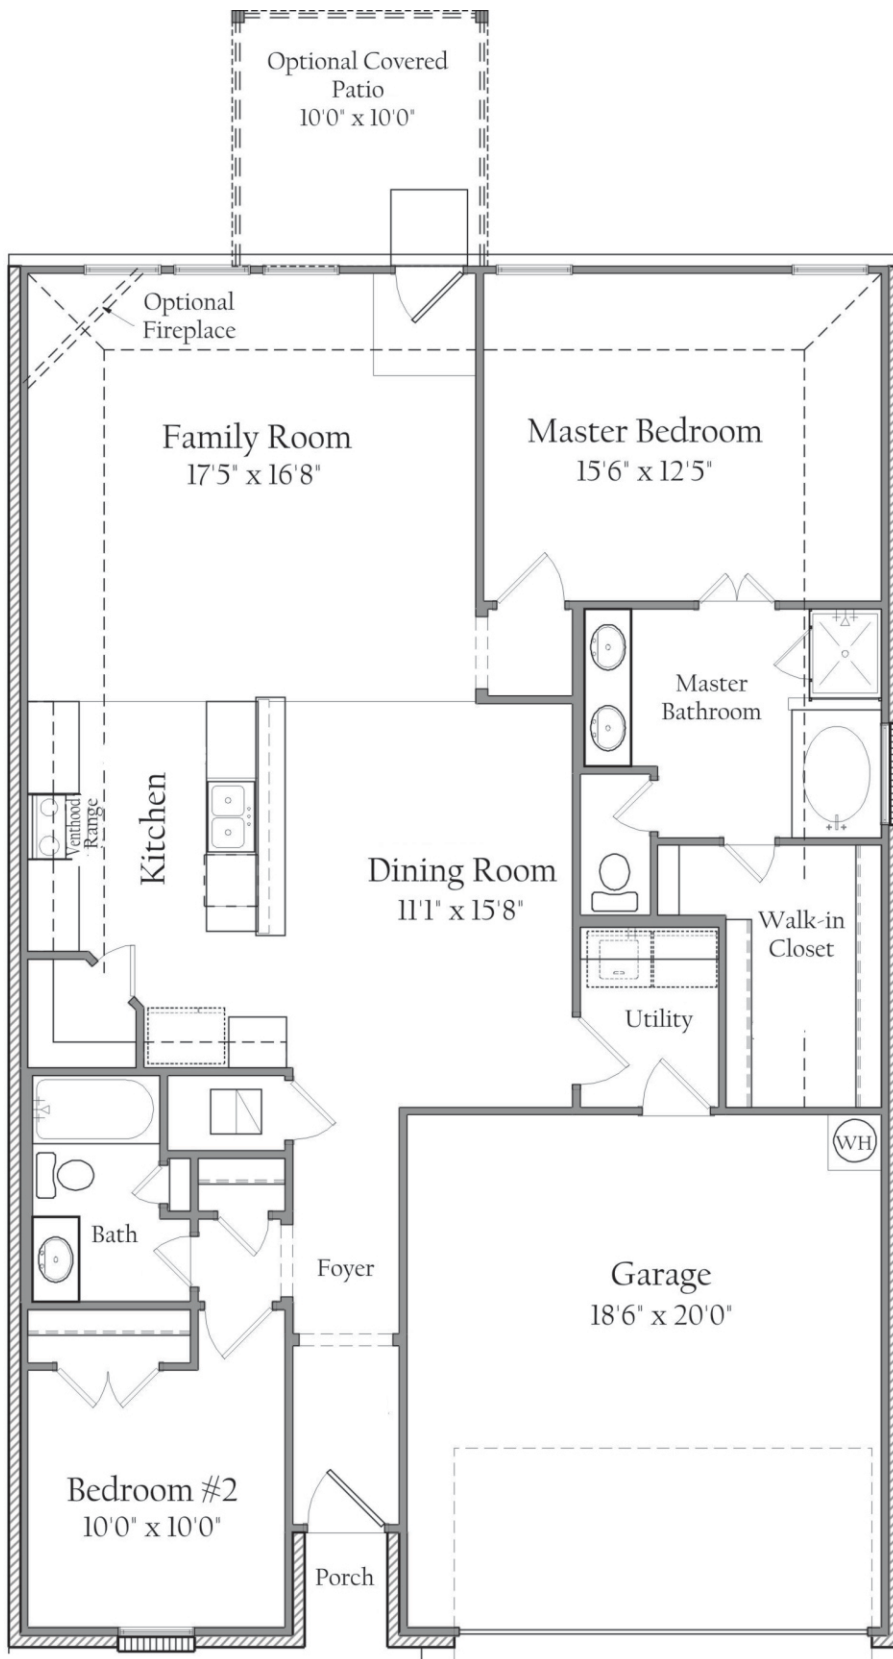 Optional Covered
Patio
10'0" x 10'0"
Optional
Fireplace
Family Room
17'5" x 16'8"
Master Bedroom
15'6" x 12'5"
Master
Bathroom
Kitchen
Venthood
Range
Dining Room
11'1" x 15'8"
Walk-in
Closet
Utility
WH
Bath
Foyer
Garage
18'6" x 20'0"
Bedroom #2
10'0" x 10'0"
Porch